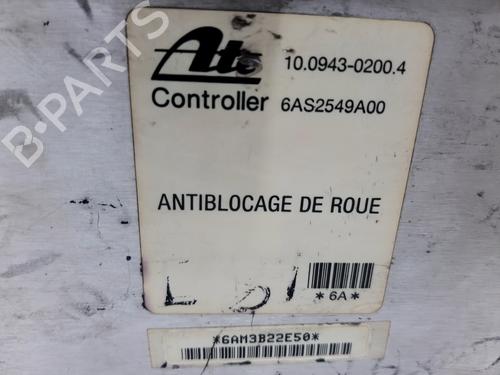 Ate
10.0943-0200.4
Controller 6AS2549A00
ANTIBLOCAGE DE ROUE
*6A*
*6AM3B22E50*
B-PARTS